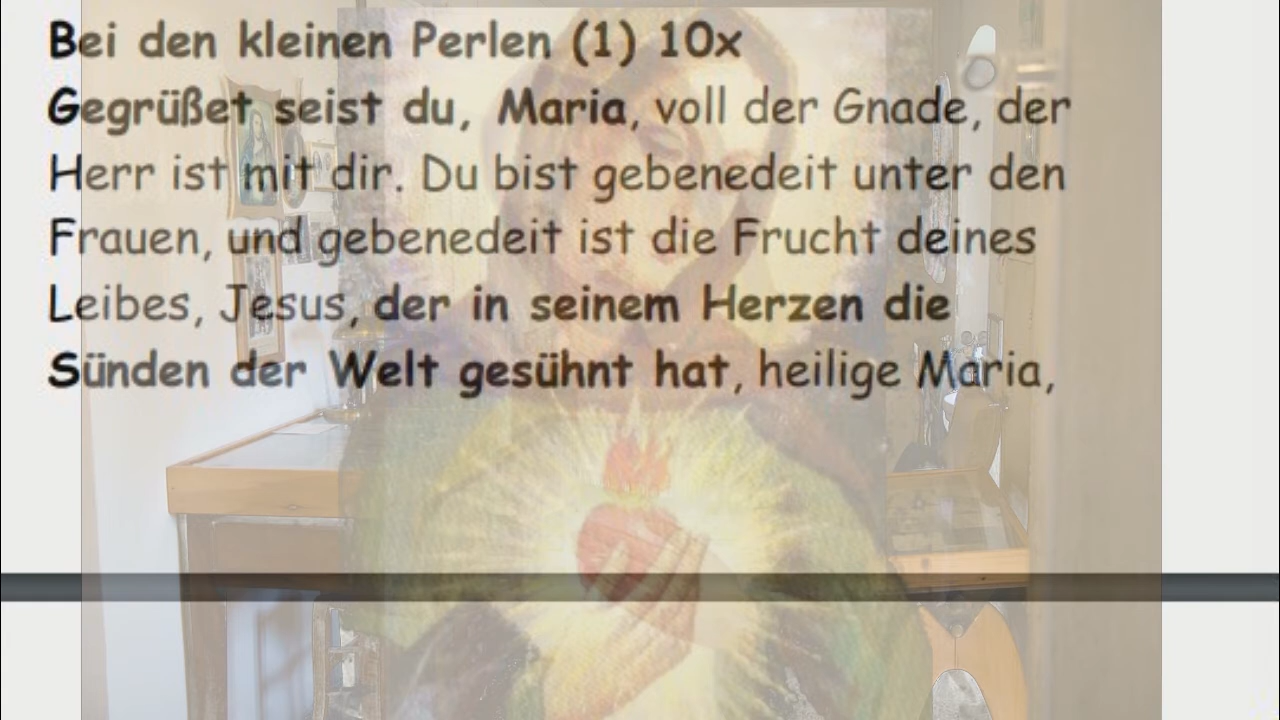 Bei den kleinen Perlen (1) 10x
Gegrüßet seist du, Maria, voll der Gnade, der
Herr ist mit dir. Du bist gebenedeit unter den
Frauen, und gebenedeit ist die Frucht deines
Leibes, Jesus, der in seinem Herzen die
Sünden der Welt gesühnt hat, heilige Maria,